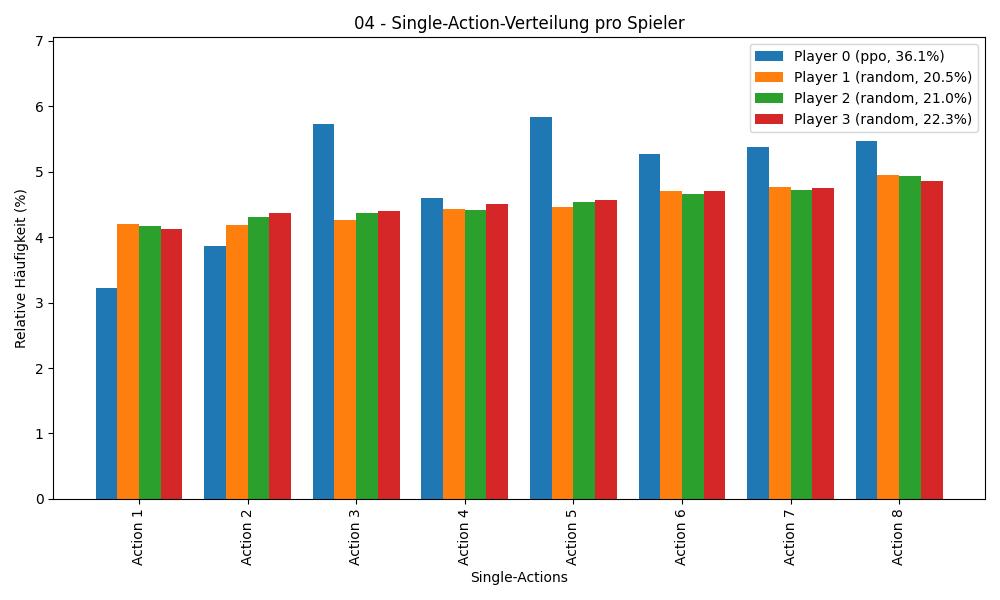 04 - Single-Action-Verteilung pro Spieler
Player 0 (ppo, 36.1%)
Player 1 (random, 20.5%)
Player 2 (random, 21.0%)
Player 3 (random, 22.3%)
Relative Häufigkeit (%)
7
6
5
4
3
2
1
0
Action 1
Action 2
Action 3
Action 4
Action 5
Action 6
Action 7
Action 8
Single-Actions